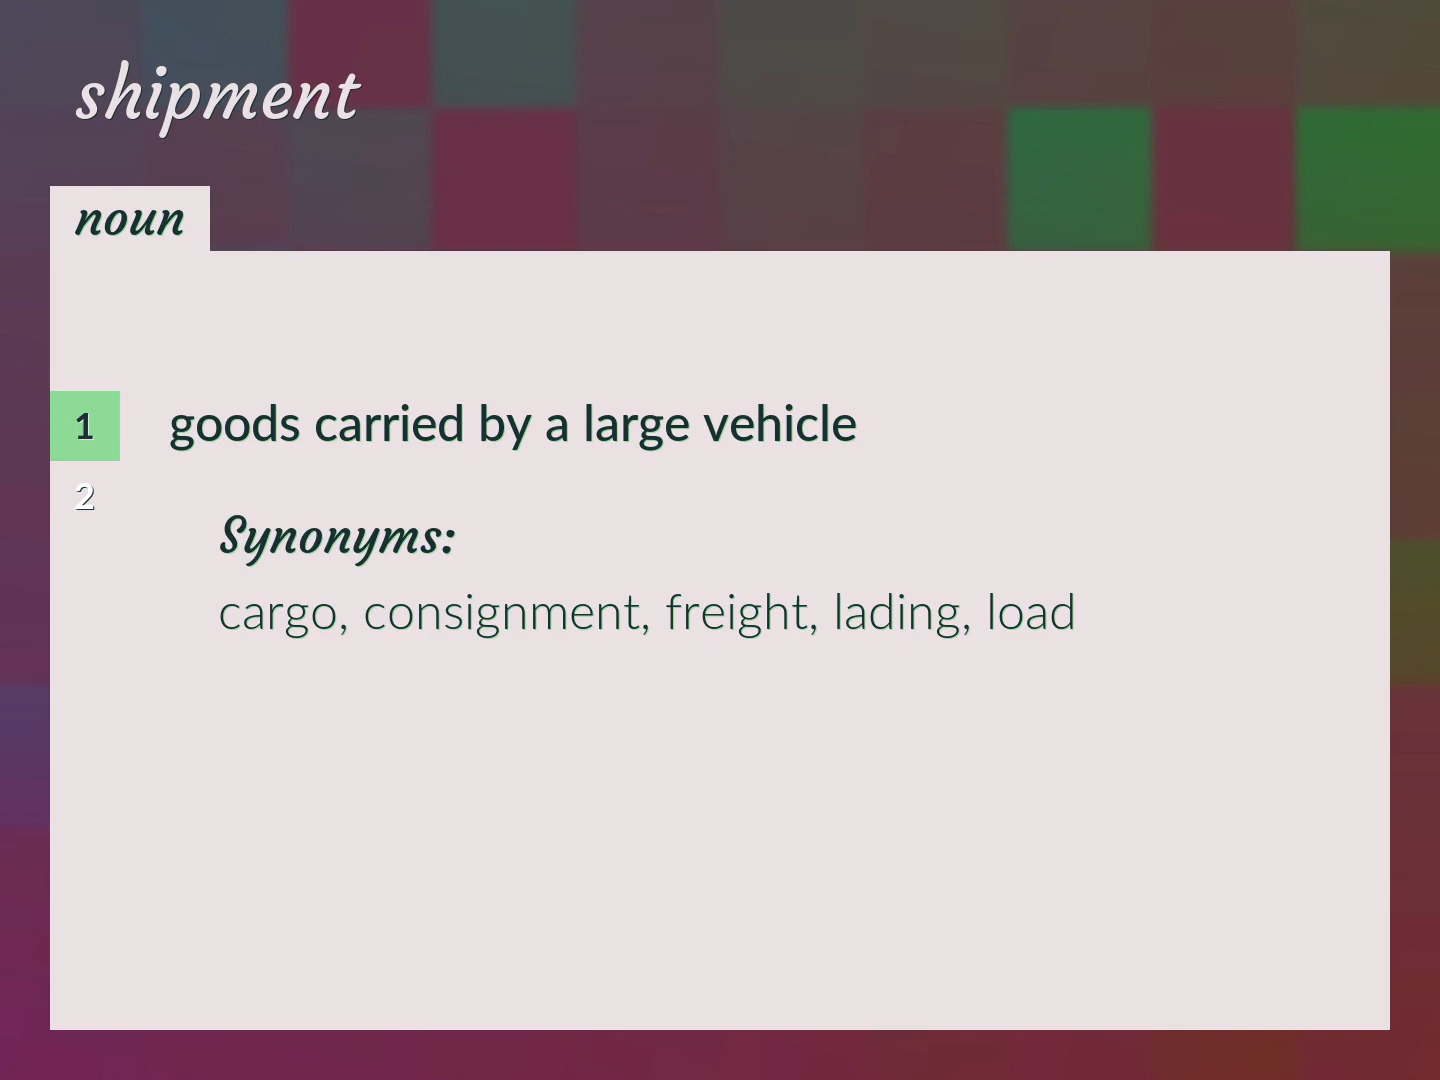 shipment
noun
1 goods carried by a large vehicle
2
Synonyms:
cargo, consignment, freight, lading, load